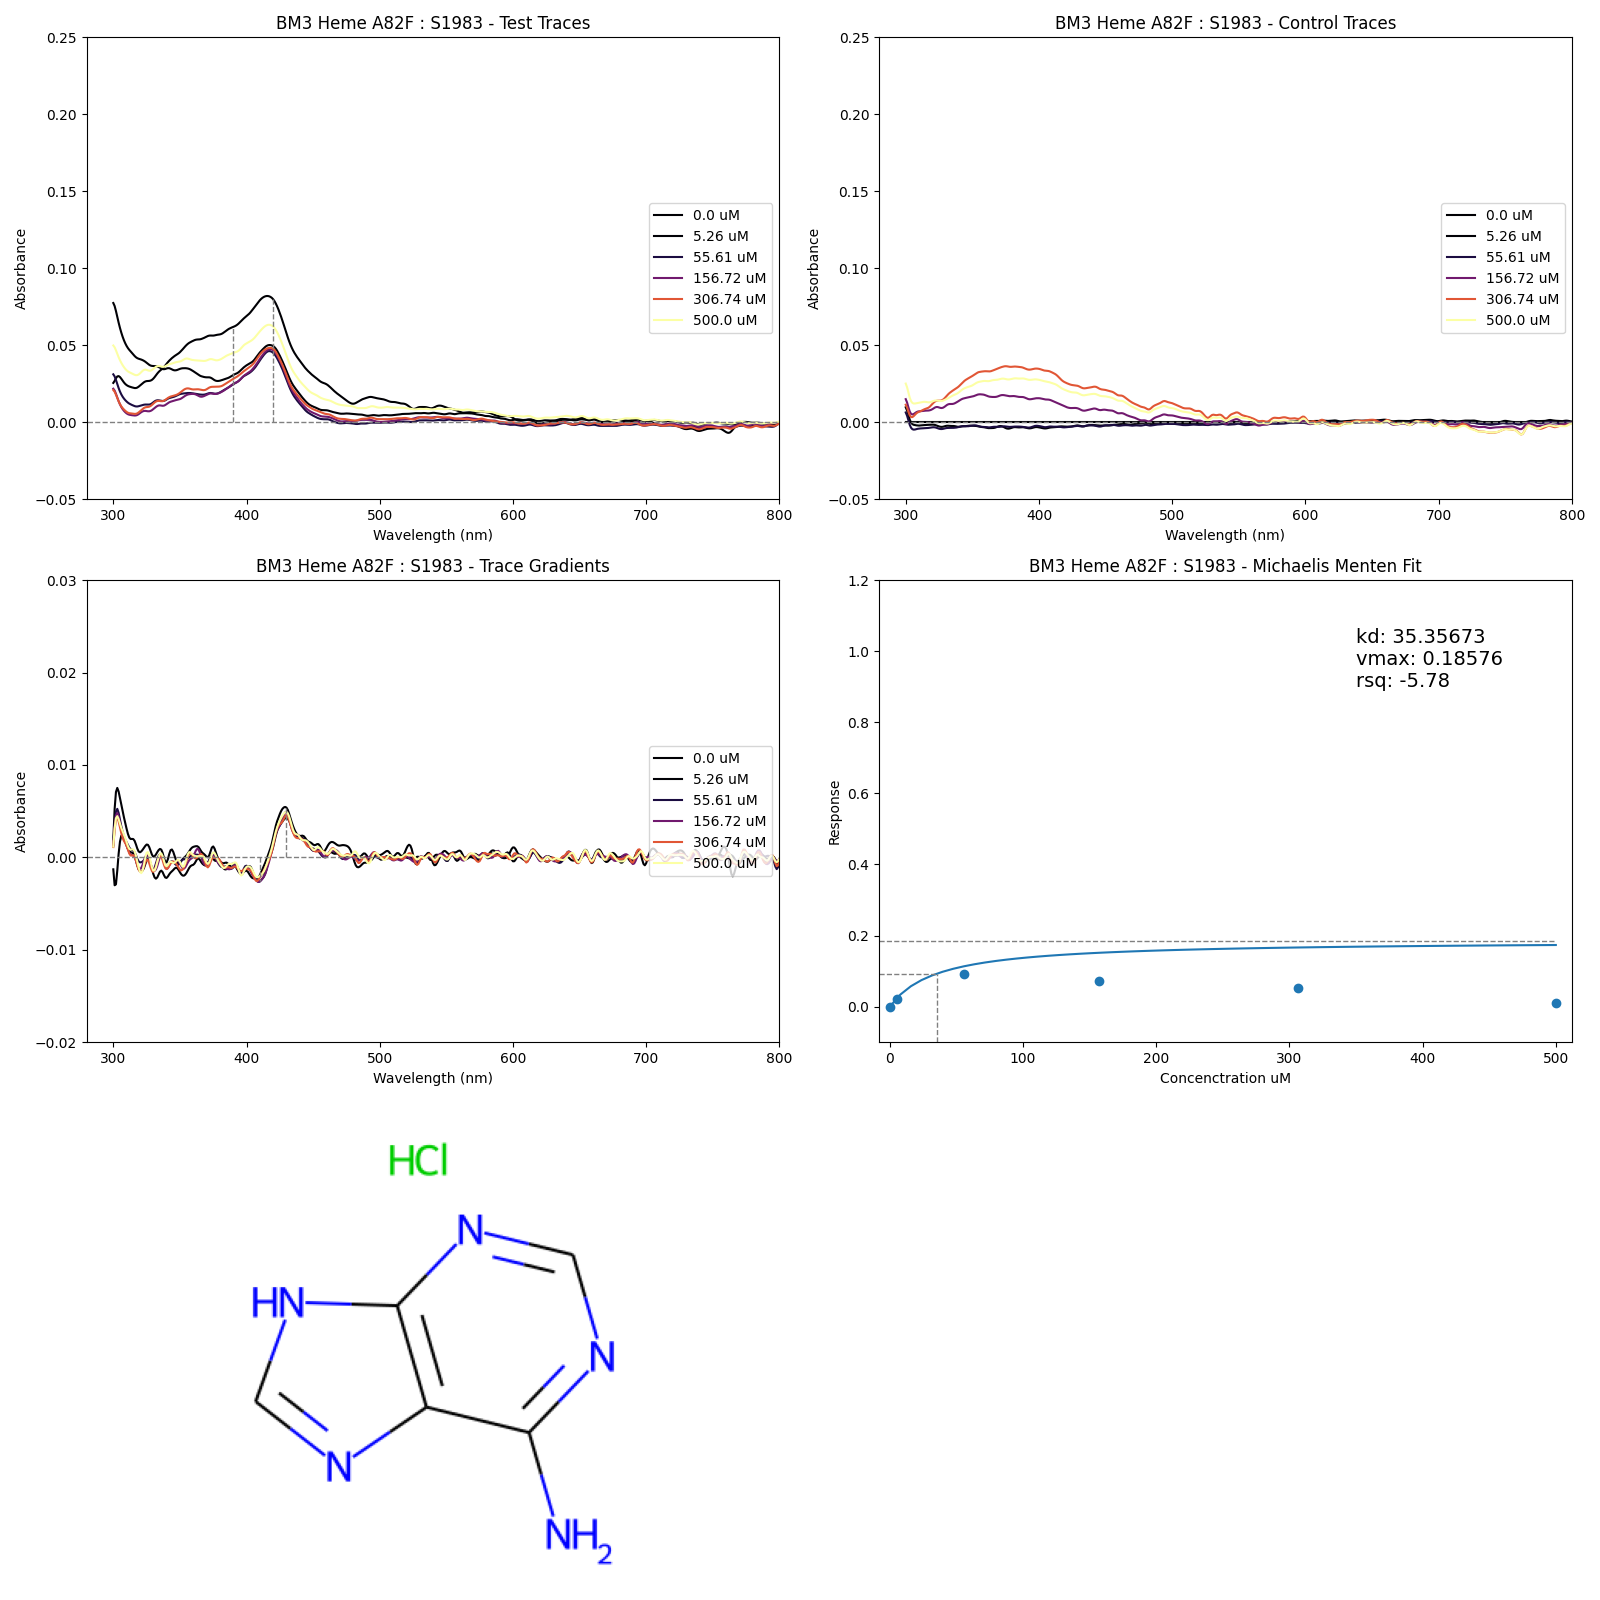 BM3 Heme A82F : S1983 - Test Traces
Absorbance
0.25
0.20
0.15
0.10
0.05
0.00
−0.05
300 400 500 600 700 800
Wavelength (nm)
0.0 uM
5.26 uM
55.61 uM
156.72 uM
306.74 uM
500.0 uM
BM3 Heme A82F : S1983 - Control Traces
Absorbance
0.25
0.20
0.15
0.10
0.05
0.00
−0.05
300 400 500 600 700 800
Wavelength (nm)
0.0 uM
5.26 uM
55.61 uM
156.72 uM
306.74 uM
500.0 uM
BM3 Heme A82F : S1983 - Trace Gradients
Absorbance
0.03
0.02
0.01
0.00
−0.01
−0.02
300 400 500 600 700 800
Wavelength (nm)
0.0 uM
5.26 uM
55.61 uM
156.72 uM
306.74 uM
500.0 uM
BM3 Heme A82F : S1983 - Michaelis Menten Fit
Response
1.2
1.0
0.8
0.6
0.4
0.2
0.0
0 100 200 300 400 500
Concenctration uM
kd: 35.35673
vmax: 0.18576
rsq: -5.78
HCl
N
HN
N
N
NH2